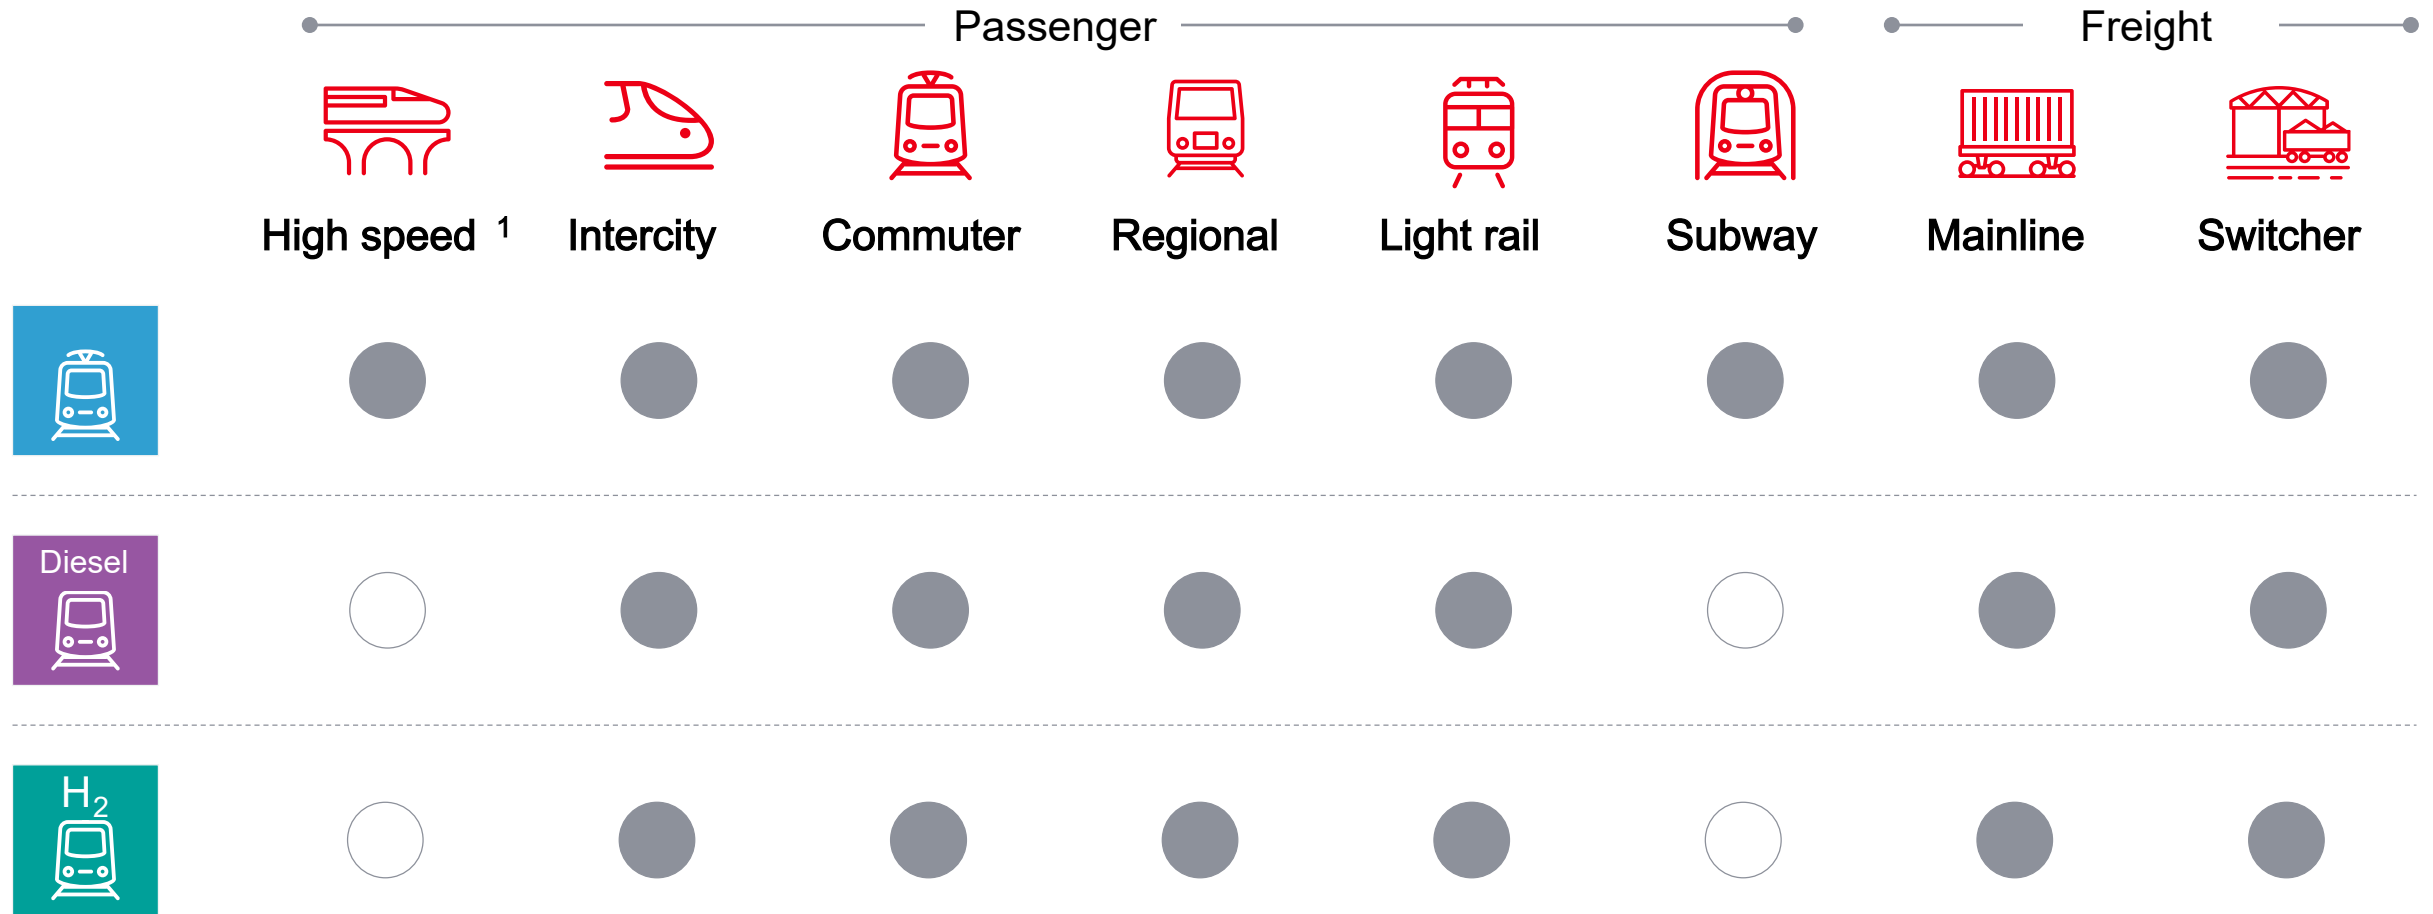 Passenger Freight
High speed 1 Intercity Commuter Regional Light rail Subway Mainline Switcher
Diesel
H2